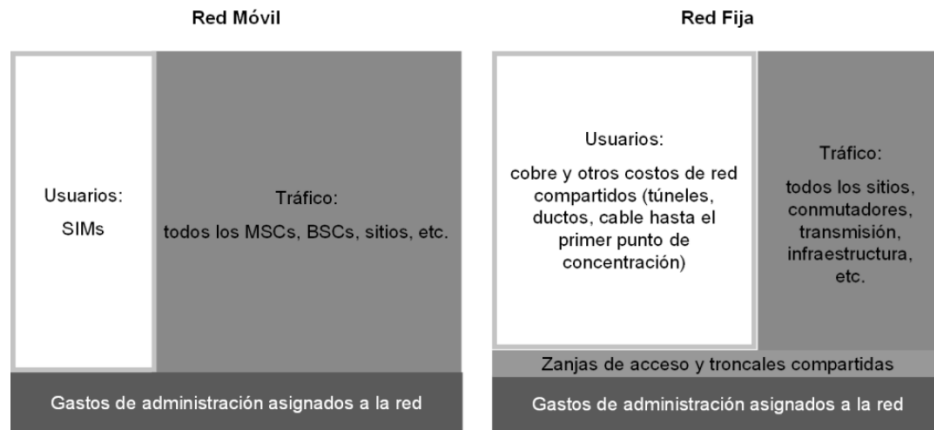 Red Móvil
Usuarios:
SIMs
Tráfico:
todos los MSCs, BSCs, sitios, etc.
Gastos de administración asignados a la red
Red Fija
Usuarios:
cobre y otros costos de red
compartidos (túneles,
ductos, cable hasta el
primer punto de
concentración)
Tráfico:
todos los sitios,
conmutadores,
transmisión,
infraestructura,
etc.
Zanjas de acceso y troncales compartidas
Gastos de administración asignados a la red